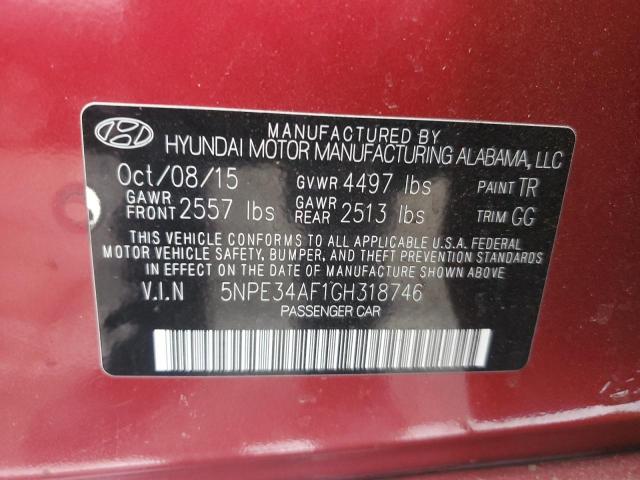 MANUFACTURED BY
HYUNDAI MOTOR MANUFACTURING ALABAMA, LLC
Oct/08/15 GVWR 4497 lbs PAINT TR
GAWR FRONT 2557 lbs GAWR REAR 2513 lbs TRIM GG
THIS VEHICLE CONFORMS TO ALL APPLICABLE U.S.A. FEDERAL
MOTOR VEHICLE SAFETY, BUMPER, AND THEFT PREVENTION STANDARDS
IN EFFECT ON THE DATE OF MANUFACTURE SHOWN ABOVE.
V.I.N 5NPE34AF1GH318746
PASSENGER CAR